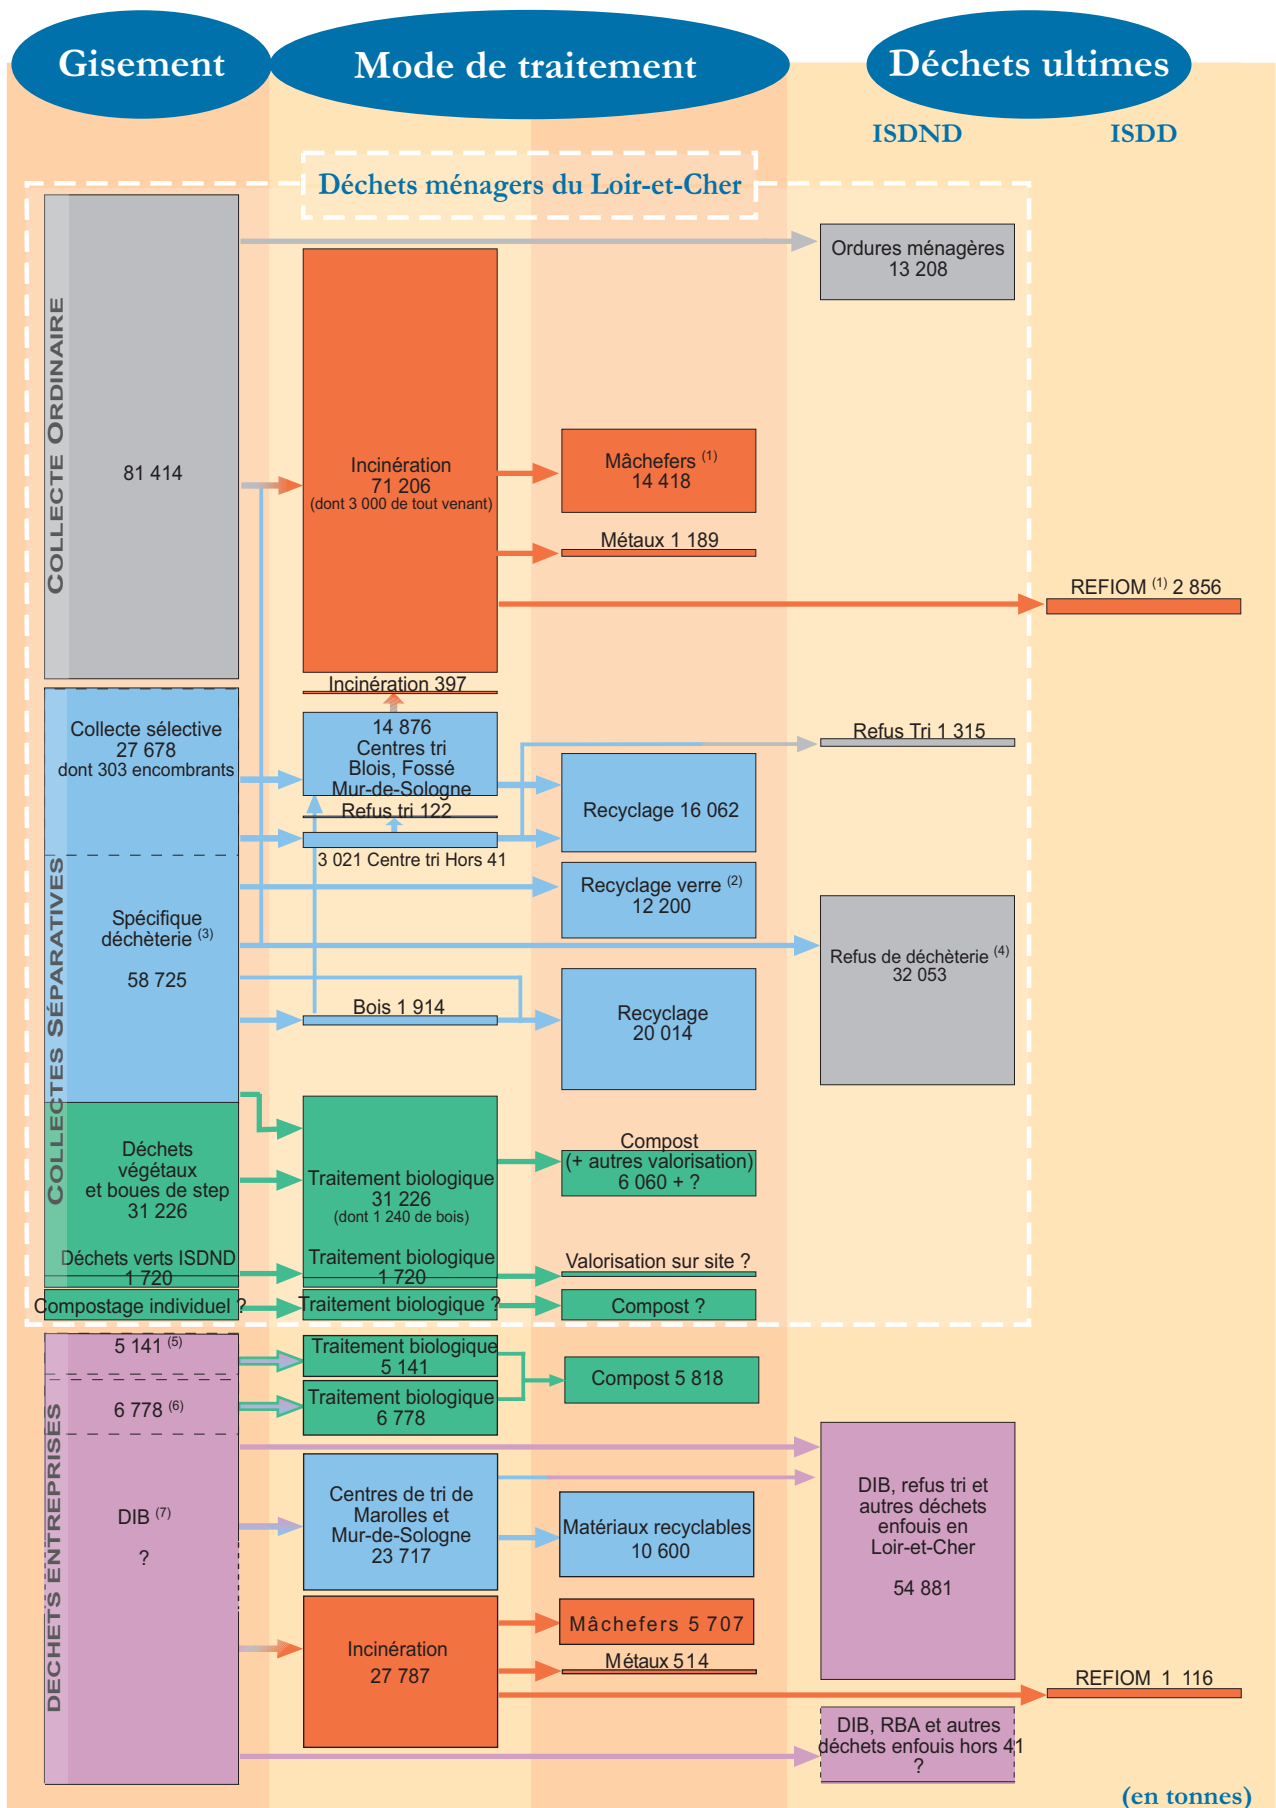 Gisement
Mode de traitement
Déchets ultimes
ISDND
ISDD
Déchets ménagers du Loir-et-Cher
COLLECTE ORDINAIRE
81 414
Incinération
71 206
(dont 3 000 de tout venant)
Mâchefers (1)
14 418
Métaux 1 189
Ordures ménagères
13 208
REFIOM (1) 2 856
COLLECTES SÉPARATIVES
Collecte sélective
27 678
dont 303 encombrants
Incinération 397
14 876
Centres tri
Blois, Fossé
Mur-de-Sologne
Refus tri 122
3 021 Centre tri Hors 41
Recyclage 16 062
Refus Tri 1 315
Spécifique
déchèterie (3)
58 725
Recyclage verre (2)
12 200
Refus de déchèterie (4)
32 053
Bois 1 914
Recyclage
20 014
Déchets
végétaux
et boues de step
31 226
Traitement biologique
31 226
(dont 1 240 de bois)
Compost
(+ autres valorisation)
6 060 + ?
Déchets verts ISDND
1 720
Traitement biologique
1 720
Valorisation sur site ?
Compostage individuel ?
Traitement biologique ?
Compost ?
DECHETS ENTREPRISES
5 141 (5)
Traitement biologique
5 141
Compost 5 818
6 778 (6)
Traitement biologique
6 778
DIB (7)
?
Centres de tri de
Marolles et
Mur-de-Sologne
23 717
Matériaux recyclables
10 600
DIB, refus tri et
autres déchets
enfouis en
Loir-et-Cher
54 881
Incinération
27 787
Mâchefers 5 707
Métaux 514
REFIOM 1 116
DIB, RBA et autres
déchets enfouis hors 41
?
(en tonnes)